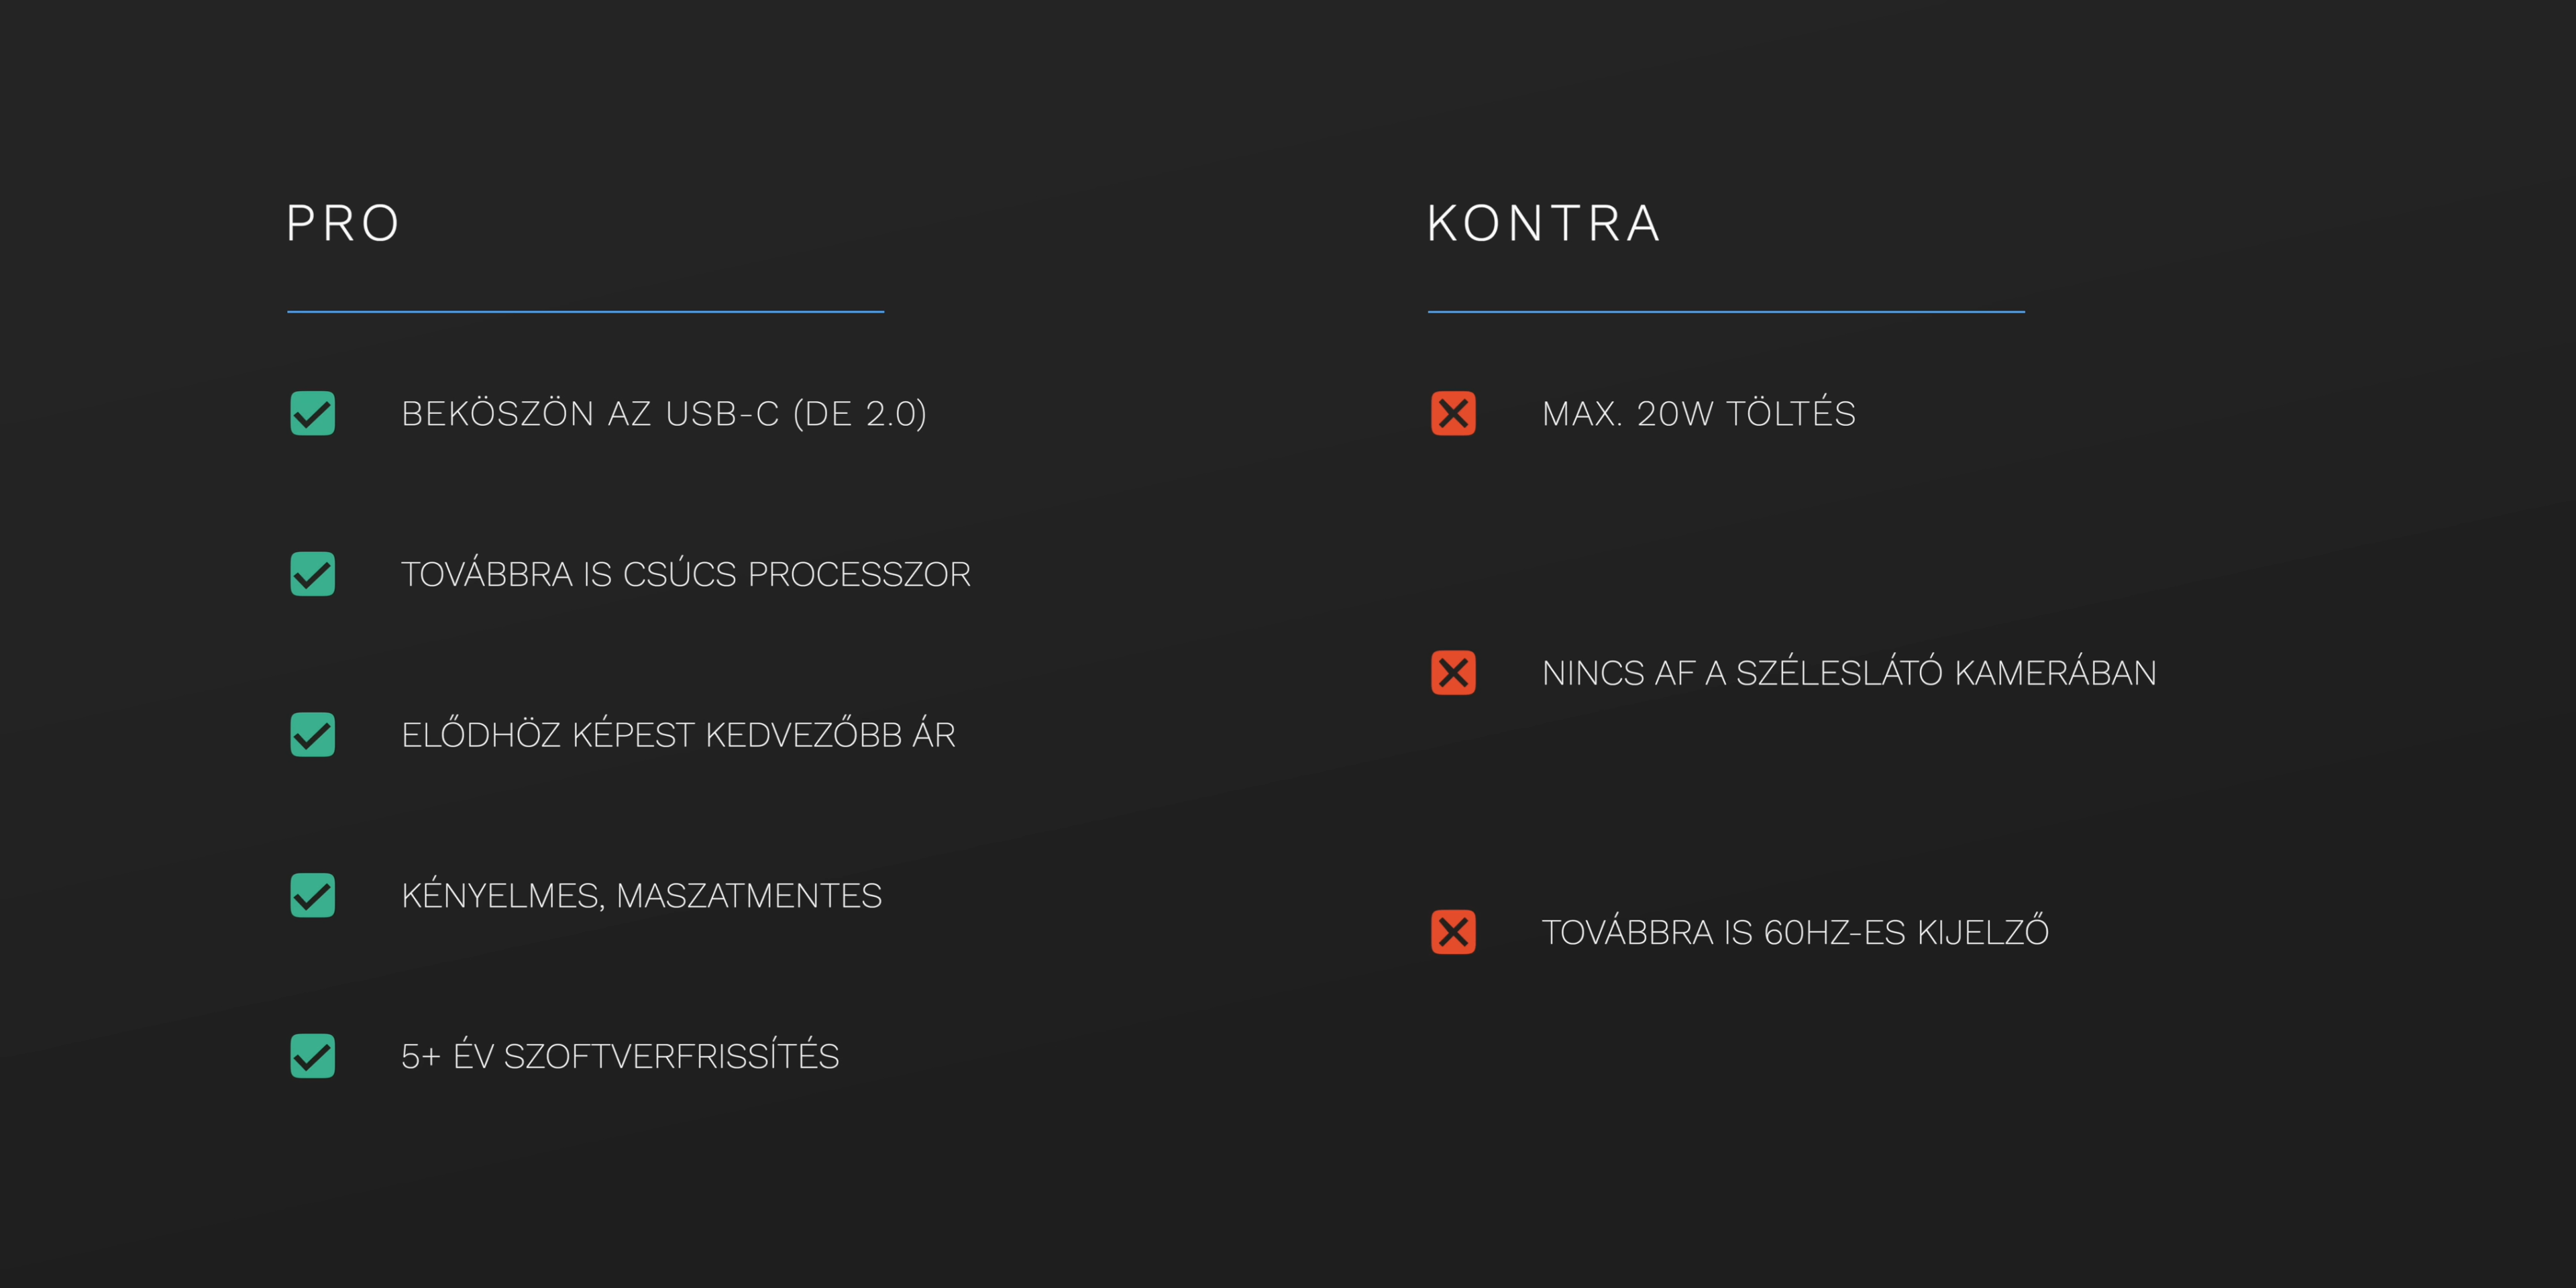 PRO
BEKÖSZÖN AZ USB-C (DE 2.0)
TOVÁBBRA IS CSÚCS PROCESSZOR
ELŐDHÖZ KÉPEST KEDVEZŐBB ÁR
KÉNYELMES, MASZATMENTES
5+ ÉV SZOFTVERFRISSÍTÉS
KONTRA
MAX. 20W TÖLTÉS
NINCS AF A SZÉLESLÁTÓ KAMERÁBAN
TOVÁBBRA IS 60HZ-ES KIJELZŐ